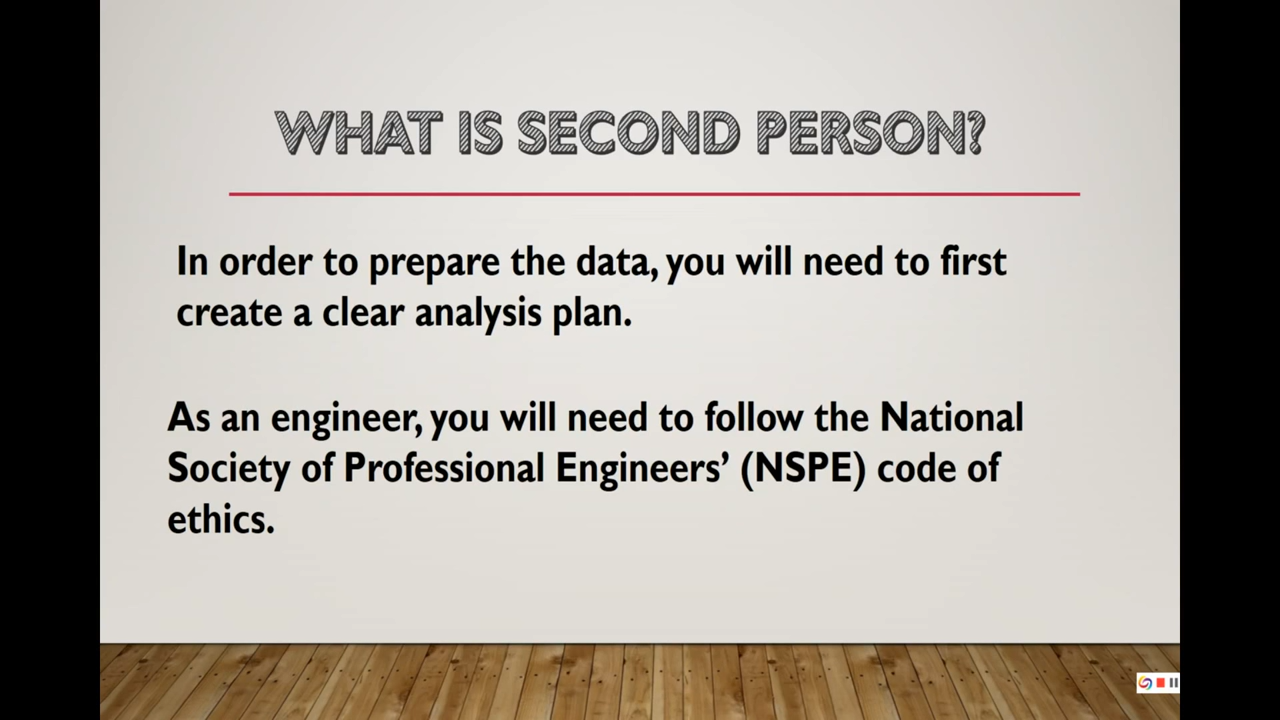 WHAT IS SECOND PERSON?
In order to prepare the data, you will need to first
create a clear analysis plan.
As an engineer, you will need to follow the National
Society of Professional Engineers’ (NSPE) code of
ethics.